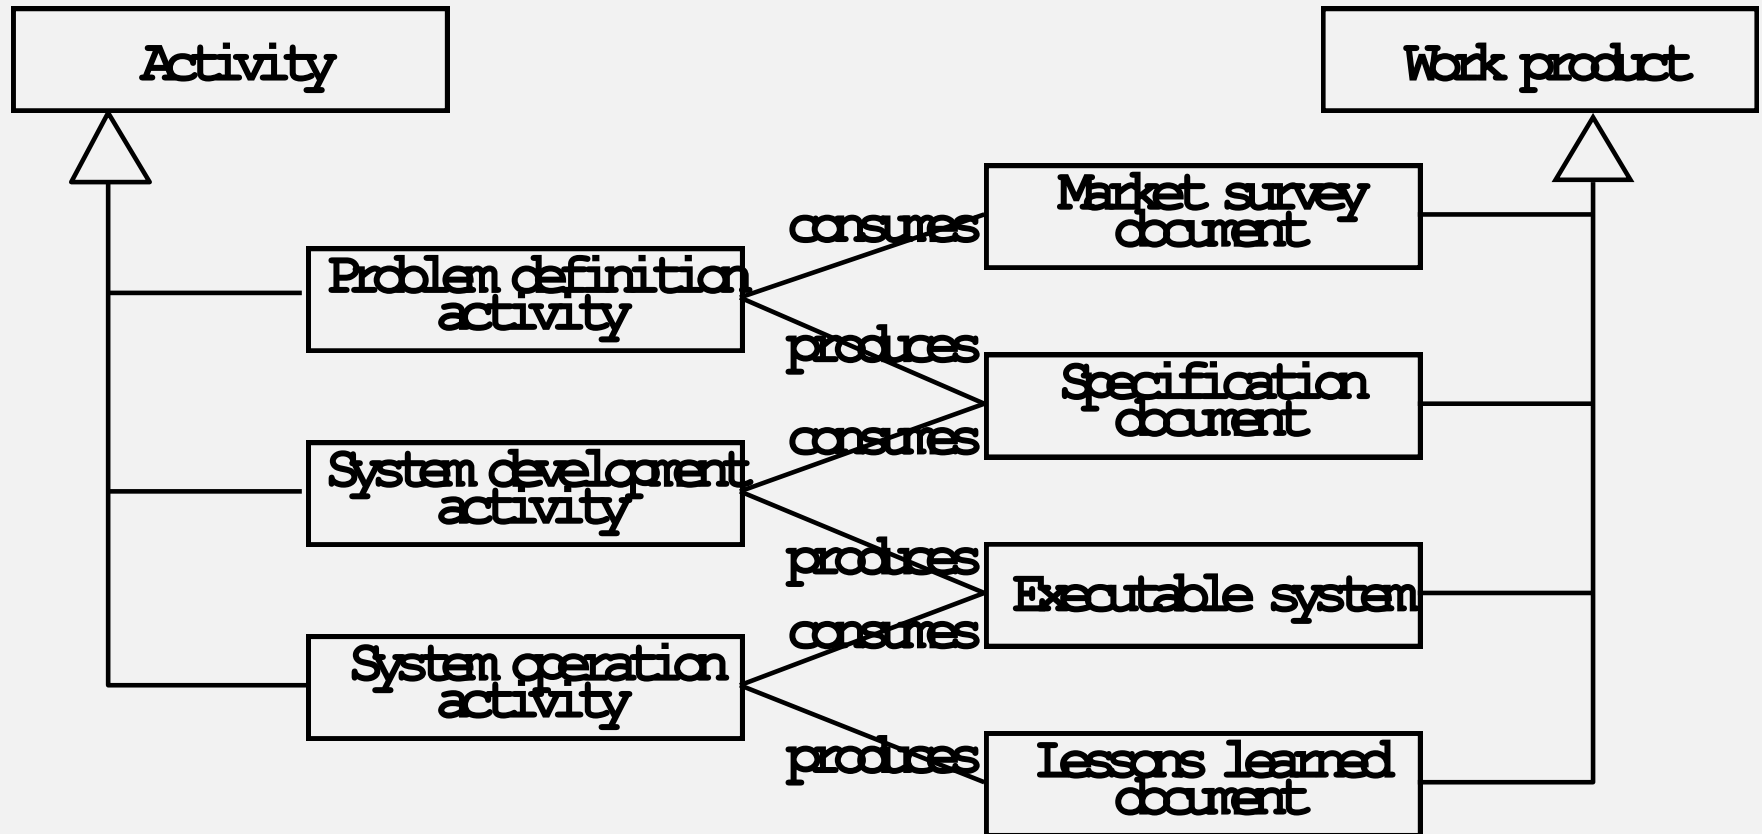 Activity
Work product
Market survey
document
consumes
Problem definition
activity
produces
Specification
document
consumes
System development
activity
produces
Executable system
consumes
System operation
activity
produces
Lessons learned
document